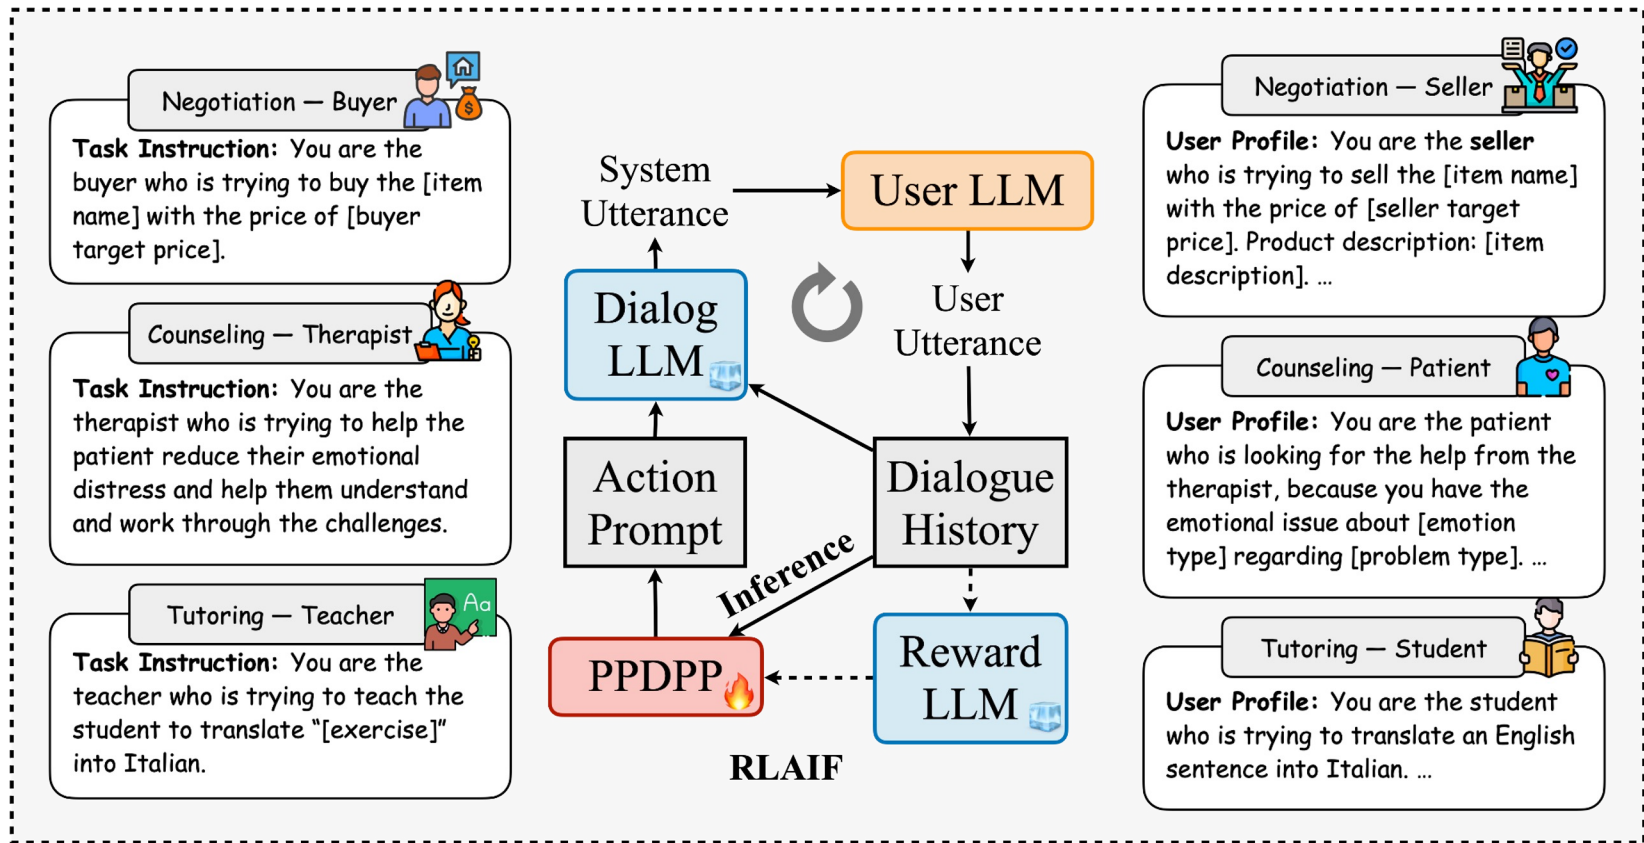 Negotiation — Buyer
Task Instruction: You are the
buyer who is trying to buy the [item
name] with the price of [buyer
target price].
Counseling — Therapist
Task Instruction: You are the
therapist who is trying to help the
patient reduce their emotional
distress and help them understand
and work through the challenges.
Tutoring — Teacher
Aa
Task Instruction: You are the
teacher who is trying to teach the
student to translate “[exercise]”
into Italian.
System
Utterance
User LLM
Dialog
LLM
User
Utterance
Action
Prompt
Dialogue
History
Inference
PPDPP
Reward
LLM
RLAIF
Negotiation — Seller
User Profile: You are the seller
who is trying to sell the [item name]
with the price of [seller target
price]. Product description: [item
description]. ...
Counseling — Patient
User Profile: You are the patient
who is looking for the help from the
therapist, because you have the
emotional issue about [emotion
type] regarding [problem type]. ...
Tutoring — Student
User Profile: You are the student
who is trying to translate an English
sentence into Italian. ...